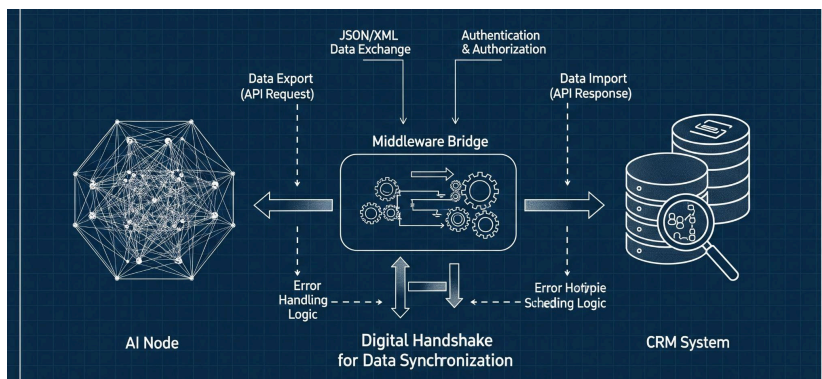 JSON/XML
Data Exchange
Authentication
& Authorization
Data Export
(API Request)
Data Import
(API Response)
Middleware Bridge
Error
Handling
Logic
Error
Logic
AI Node
Digital Handshake
for Data Synchronization
CRM System